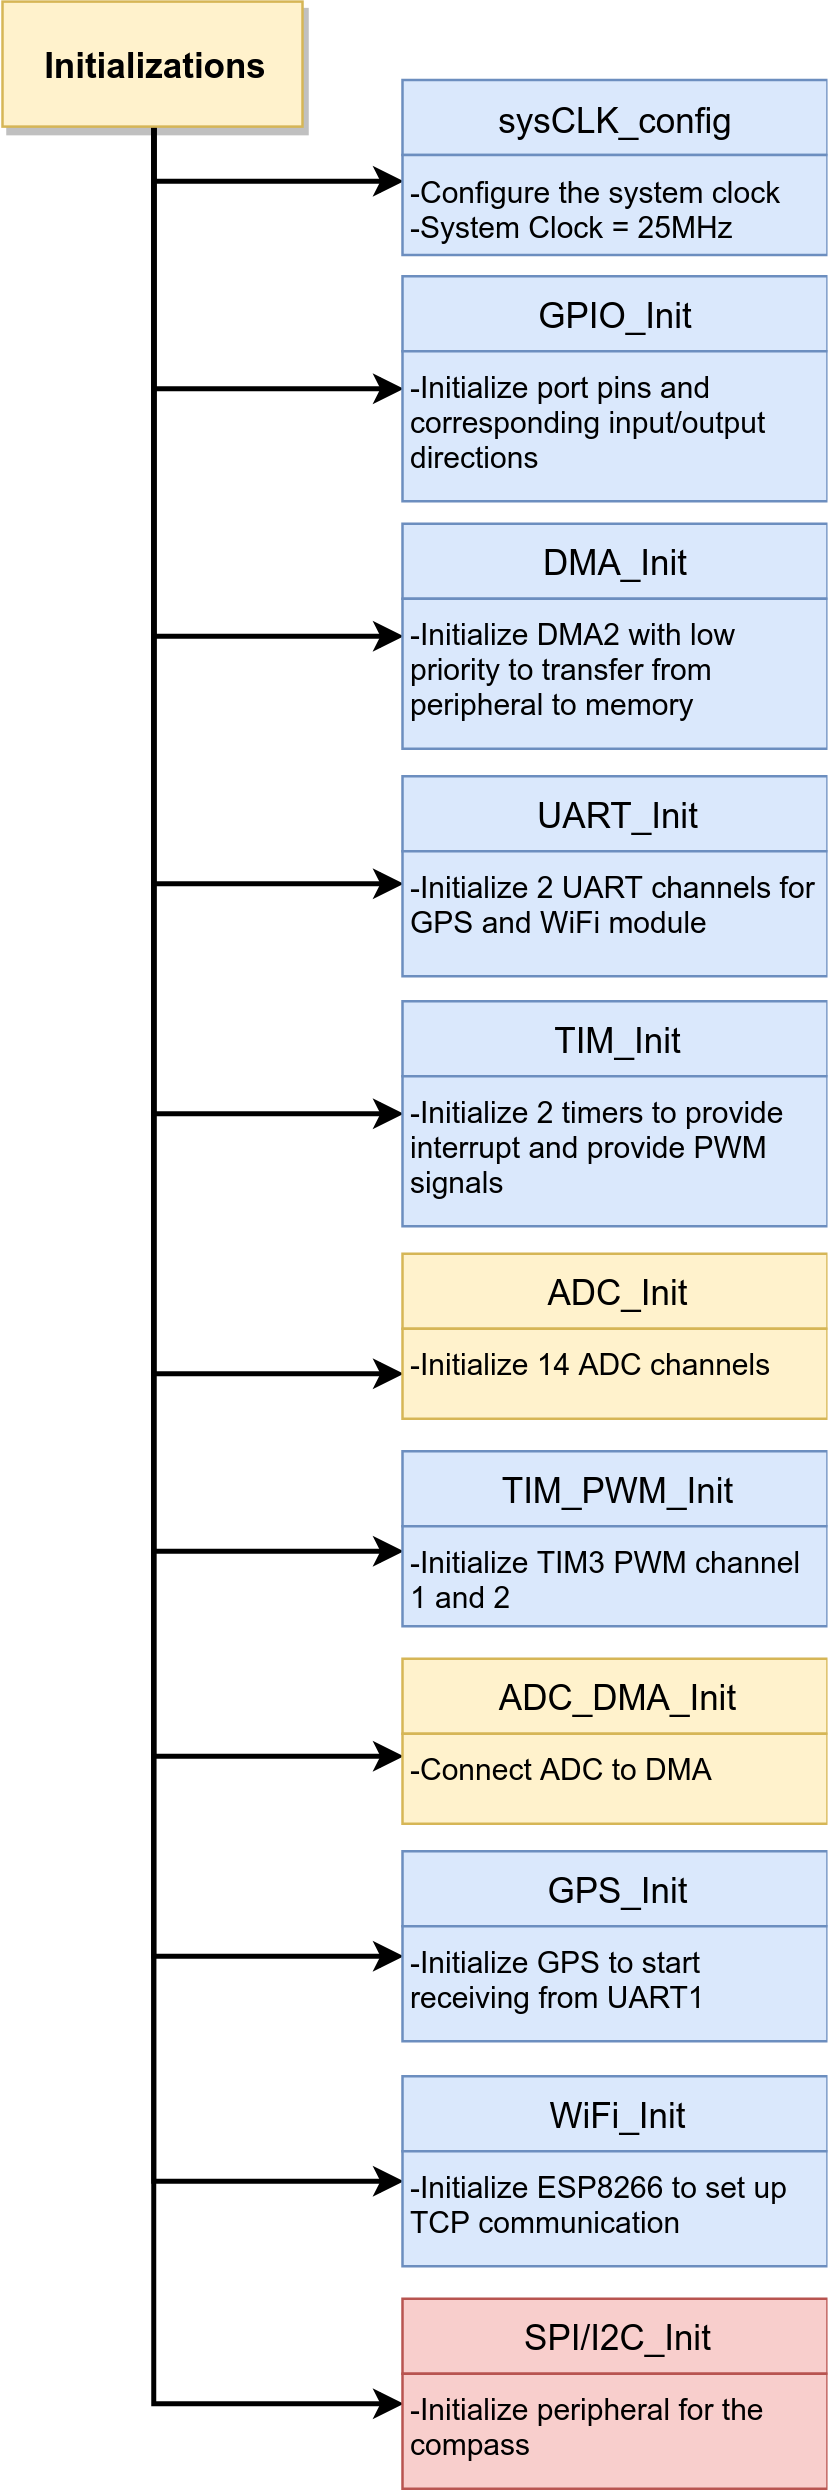 Initializations
sysCLK_config
-Configure the system clock
-System Clock = 25MHz
GPIO_Init
-Initialize port pins and
corresponding input/output
directions
DMA_Init
-Initialize DMA2 with low
priority to transfer from
peripheral to memory
UART_Init
-Initialize 2 UART channels for
GPS and WiFi module
TIM_Init
-Initialize 2 timers to provide
interrupt and provide PWM
signals
ADC_Init
-Initialize 14 ADC channels
TIM_PWM_Init
-Initialize TIM3 PWM channel
1 and 2
ADC_DMA_Init
-Connect ADC to DMA
GPS_Init
-Initialize GPS to start
receiving from UART1
WiFi_Init
-Initialize ESP8266 to set up
TCP communication
SPI/I2C_Init
-Initialize peripheral for the
compass